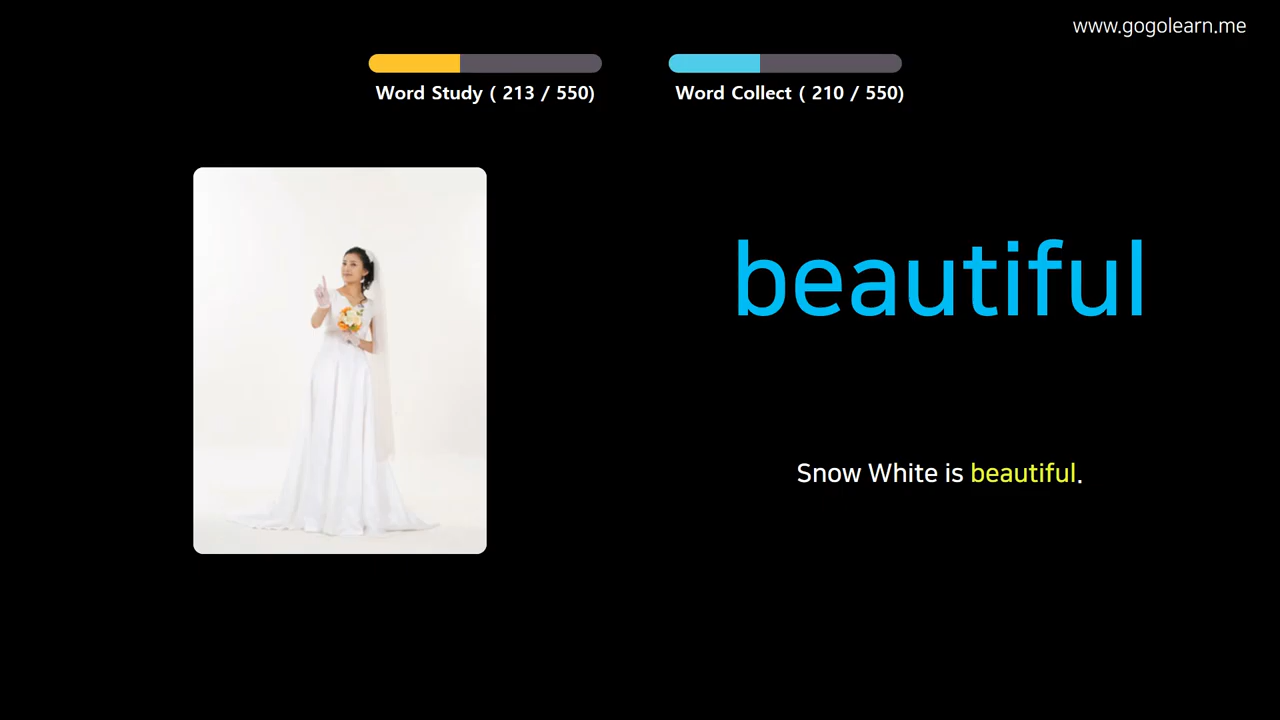 www.gogolearn.me
Word Study ( 213 / 550)
Word Collect ( 210 / 550)
beautiful
Snow White is beautiful.